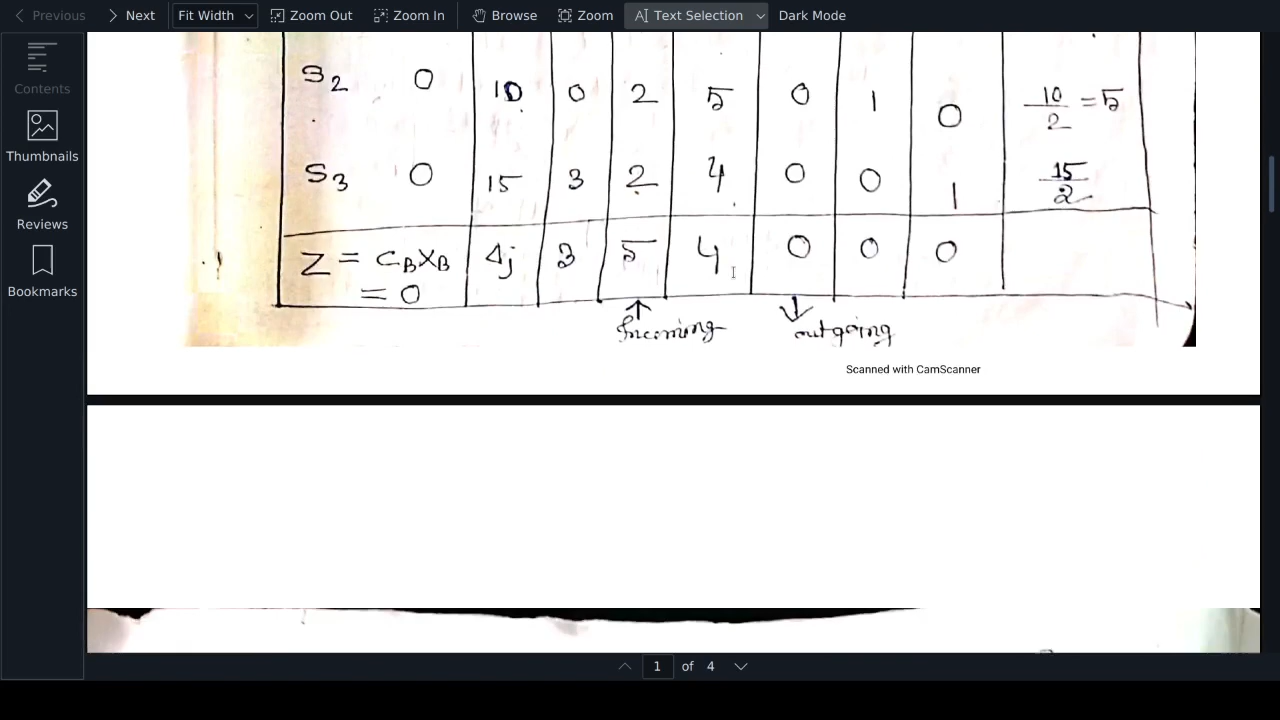 Previous Next Fit Width Zoom Out Zoom In Browse Zoom Text Selection Dark Mode
Contents
Thumbnails
Reviews
Bookmarks
S2 0 10 0 2 5 0 1 0 10/2 = 5
S3 0 15 3 2 4 0 0 1 15/2
Z = CBXB Δj 3 5 4 0 0 0
= 0
↑ ↓
Incoming outgoing
Scanned with CamScanner
1 of 4